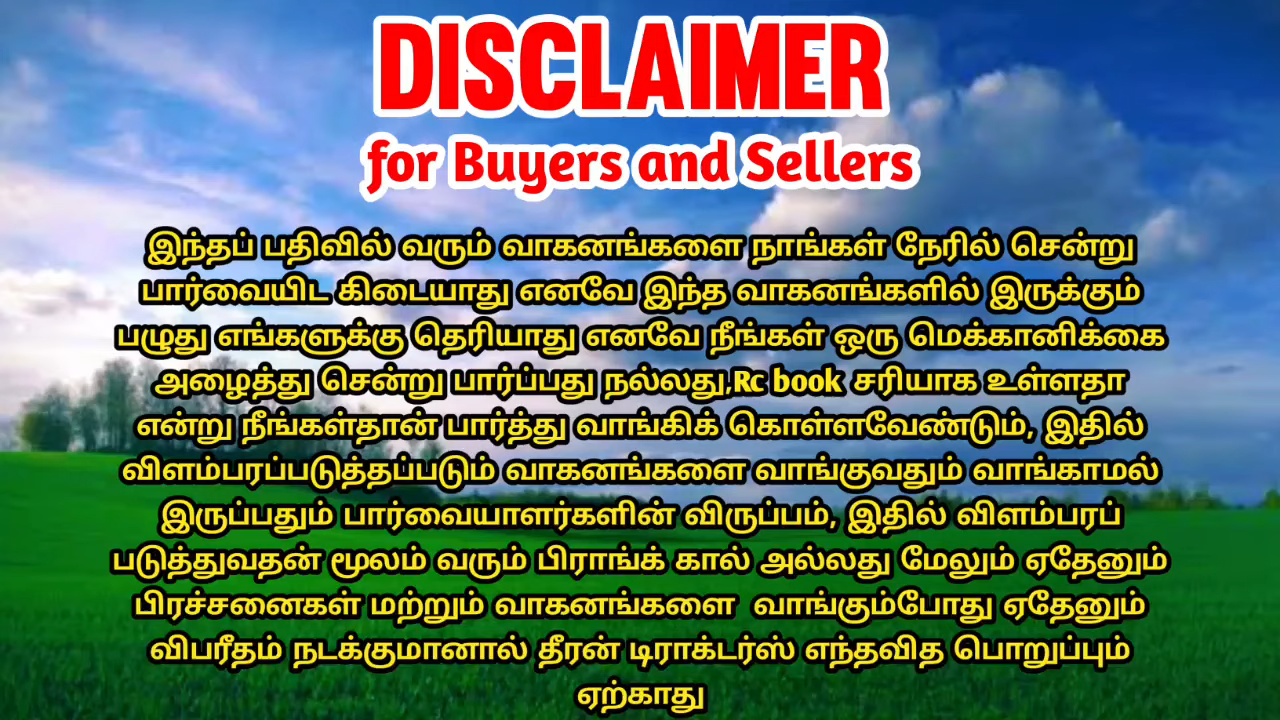 DISCLAIMER
for Buyers and Sellers
இந்தப் பதிவில் வரும் வாகனங்களை நாங்கள் நேரில் சென்று
பார்வையிட கிடையாது எனவே இந்த வாகனங்களில் இருக்கும்
பழுது எங்களுக்கு தெரியாது எனவே நீங்கள் ஒரு மெக்கானிக்கை
அழைத்து சென்று பார்ப்பது நல்லது,Rc book சரியாக உள்ளதா
என்று நீங்கள்தான் பார்த்து வாங்கிக் கொள்ளவேண்டும், இதில்
விளம்பரப்படுத்தப்படும் வாகனங்களை வாங்குவதும் வாங்காமல்
இருப்பதும் பார்வையாளர்களின் விருப்பம், இதில் விளம்பரப்
படுத்துவதன் மூலம் வரும் பிராங்க் கால் அல்லது மேலும் ஏதேனும்
பிரச்சனைகள் மற்றும் வாகனங்களை வாங்கும்போது ஏதேனும்
விபரீதம் நடக்குமானால் தீரன் டிராக்டர்ஸ் எந்தவித பொறுப்பும்
ஏற்காது